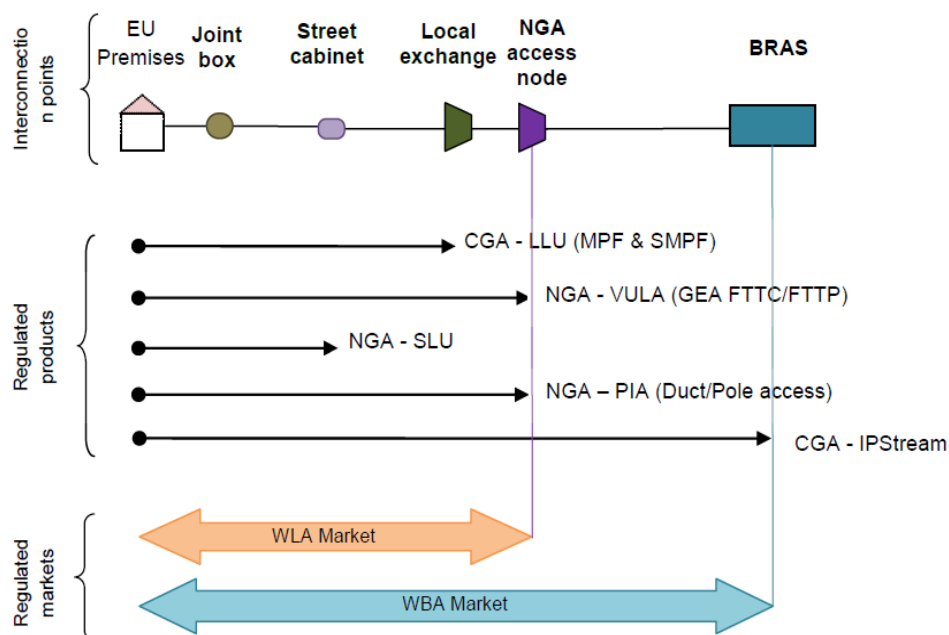 EU
Premises
Joint
box
Street
cabinet
Local
exchange
NGA
access
node
BRAS
Interconnectio
n points
CGA - LLU (MPF & SMPF)
NGA - VULA (GEA FTTC/FTTP)
NGA - SLU
NGA – PIA (Duct/Pole access)
CGA - IPStream
Regulated
products
WLA Market
WBA Market
Regulated
markets